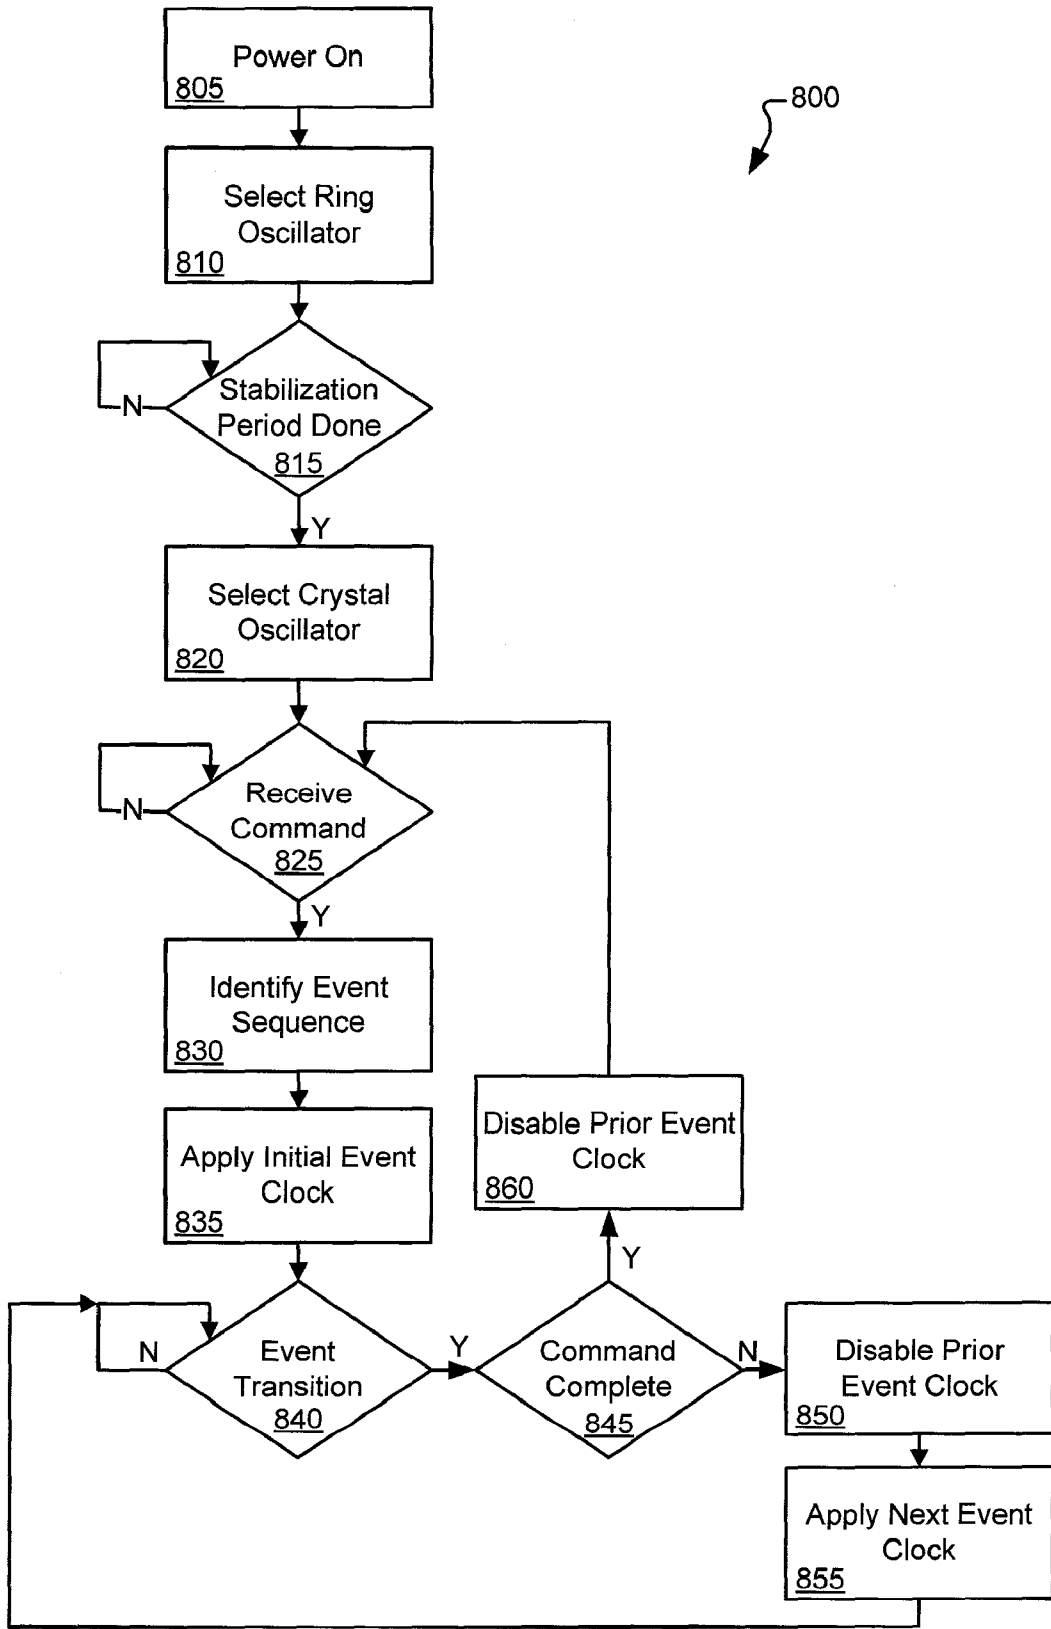 Power On
805
800
Select Ring
Oscillator
810
Stabilization
Period Done
815
N
Y
Select Crystal
Oscillator
820
Receive
Command
825
N
Y
Identify Event
Sequence
830
Apply Initial Event
Clock
835
Disable Prior Event
Clock
860
Y
Event
Transition
840
N
Y
Command
Complete
845
N
Disable Prior
Event Clock
850
Apply Next Event
Clock
855